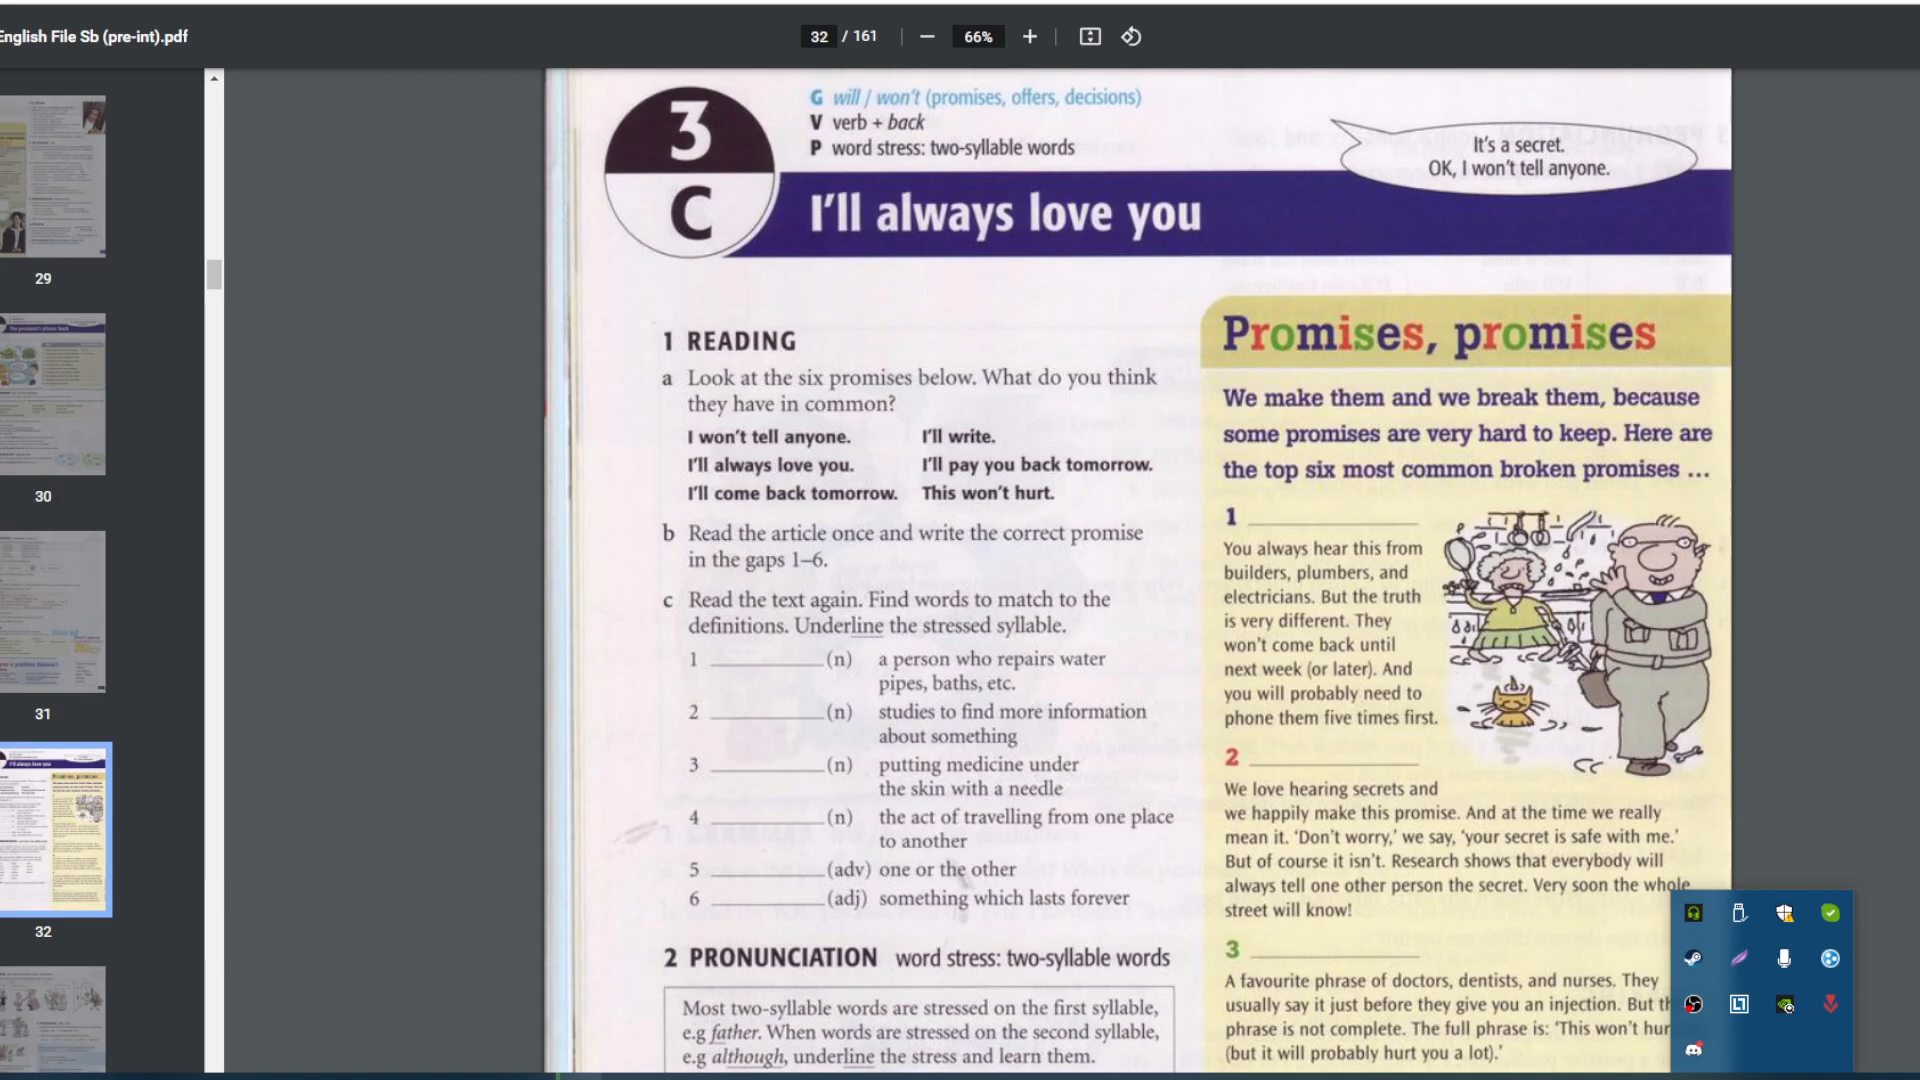 English File Sb (pre-int).pdf
32 / 161
66%
29
30
31
32
3
C
G will / won't (promises, offers, decisions)
V verb + back
P word stress: two-syllable words
It's a secret.
OK, I won't tell anyone.
I'll always love you
1 READING
a Look at the six promises below. What do you think
they have in common?
I won't tell anyone. I'll write.
I'll always love you. I'll pay you back tomorrow.
I'll come back tomorrow. This won't hurt.
b Read the article once and write the correct promise
in the gaps 1–6.
c Read the text again. Find words to match to the
definitions. Underline the stressed syllable.
1 __________ (n) a person who repairs water
pipes, baths, etc.
2 __________ (n) studies to find more information
about something
3 __________ (n) putting medicine under
the skin with a needle
4 __________ (n) the act of travelling from one place
to another
5 __________ (adv) one or the other
6 __________ (adj) something which lasts forever
2 PRONUNCIATION word stress: two-syllable words
Most two-syllable words are stressed on the first syllable,
e.g father. When words are stressed on the second syllable,
e.g although, underline the stress and learn them.
Promises, promises
We make them and we break them, because
some promises are very hard to keep. Here are
the top six most common broken promises ...
1 __________
You always hear this from
builders, plumbers, and
electricians. But the truth
is very different. They
won't come back until
next week (or later). And
you will probably need to
phone them five times first.
2 __________
We love hearing secrets and
we happily make this promise. And at the time we really
mean it. 'Don't worry,' we say, 'your secret is safe with me.'
But of course it isn't. Research shows that everybody will
always tell one other person the secret. Very soon the whole
street will know!
3 __________
A favourite phrase of doctors, dentists, and nurses. They
usually say it just before they give you an injection. But th
phrase is not complete. The full phrase is: 'This won't hur
(but it will probably hurt you a lot).'